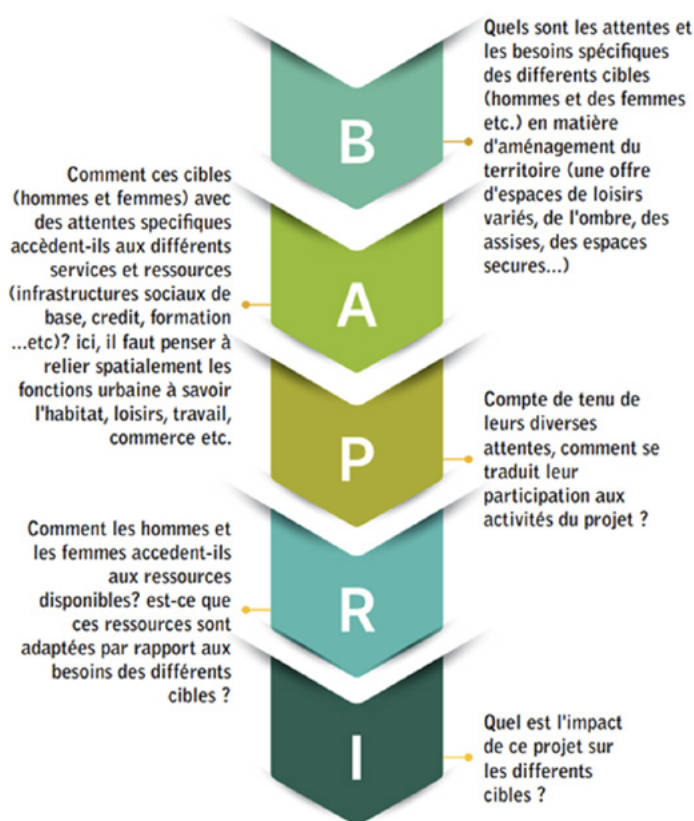 B
Quels sont les attentes et
les besoins spécifiques
des differents cibles
(hommes et des femmes
etc.) en matière
d'aménagement du
territoire (une offre
d'espaces de loisirs
variés, de l'ombre, des
assises, des espaces
secures...)
A
Comment ces cibles
(hommes et femmes) avec
des attentes specifiques
accèdent-ils aux différents
services et ressources
(infrastructures sociaux de
base, credit, formation
...etc)? ici, il faut penser à
relier spatialement les
fonctions urbaine à savoir
l'habitat, loisirs, travail,
commerce etc.
P
Compte de tenu de
leurs diverses
attentes, comment se
traduit leur
participation aux
activités du projet ?
R
Comment les hommes et
les femmes accedent-ils
aux ressources
disponibles? est-ce que
ces ressources sont
adaptées par rapport aux
besoins des différents
cibles ?
I
Quel est l'impact
de ce projet sur
les differents
cibles ?